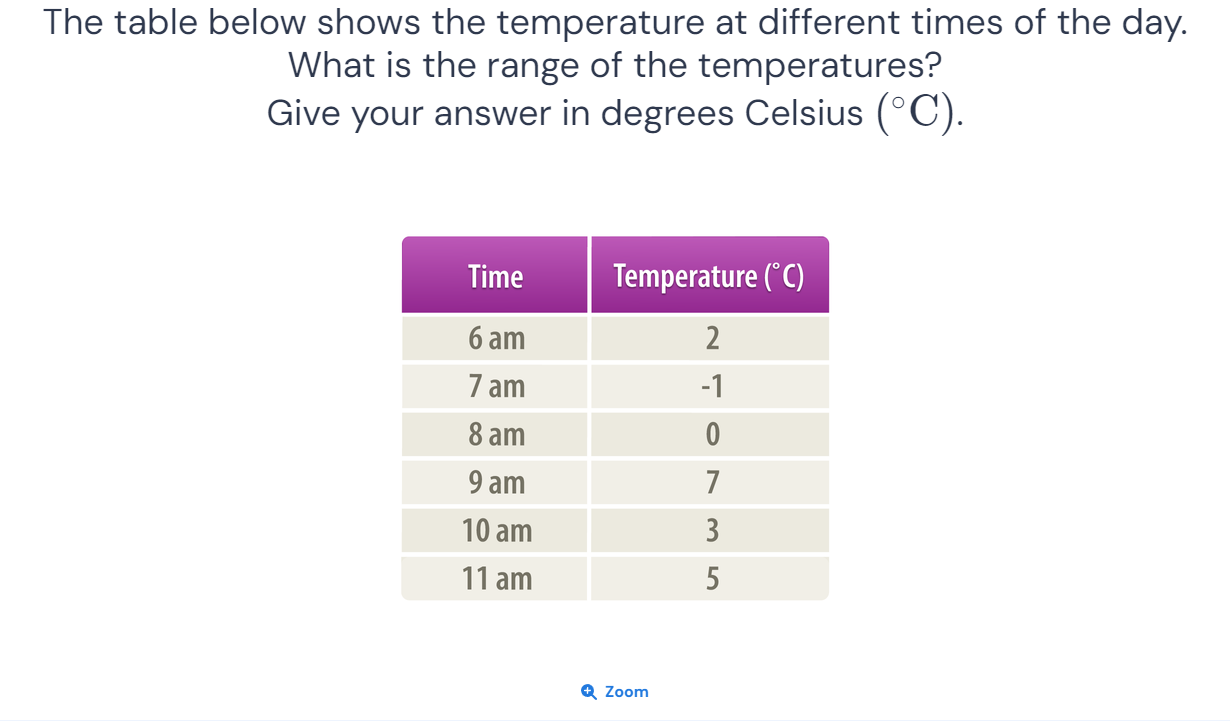 The table below shows the temperature at different times of the day.
What is the range of the temperatures?
Give your answer in degrees Celsius (°C).
Time Temperature (°C)
6 am 2
7 am -1
8 am 0
9 am 7
10 am 3
11 am 5
Zoom